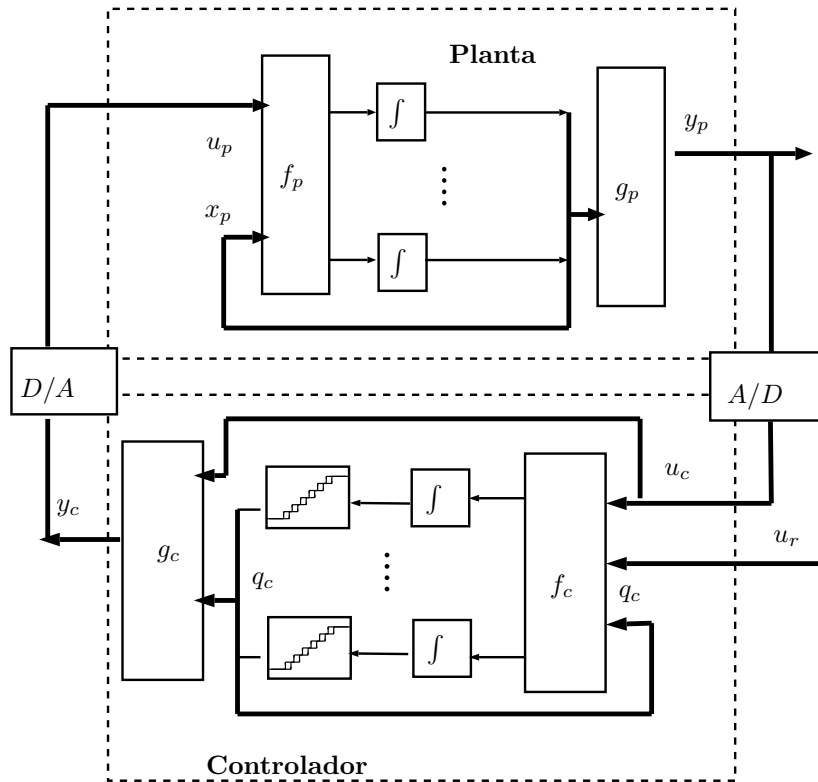 Planta
y_p
∫
u_p
f_p
g_p
x_p
∫
D/A
A/D
u_c
y_c
∫
u_r
g_c
q_c
f_c
q_c
∫
Controlador